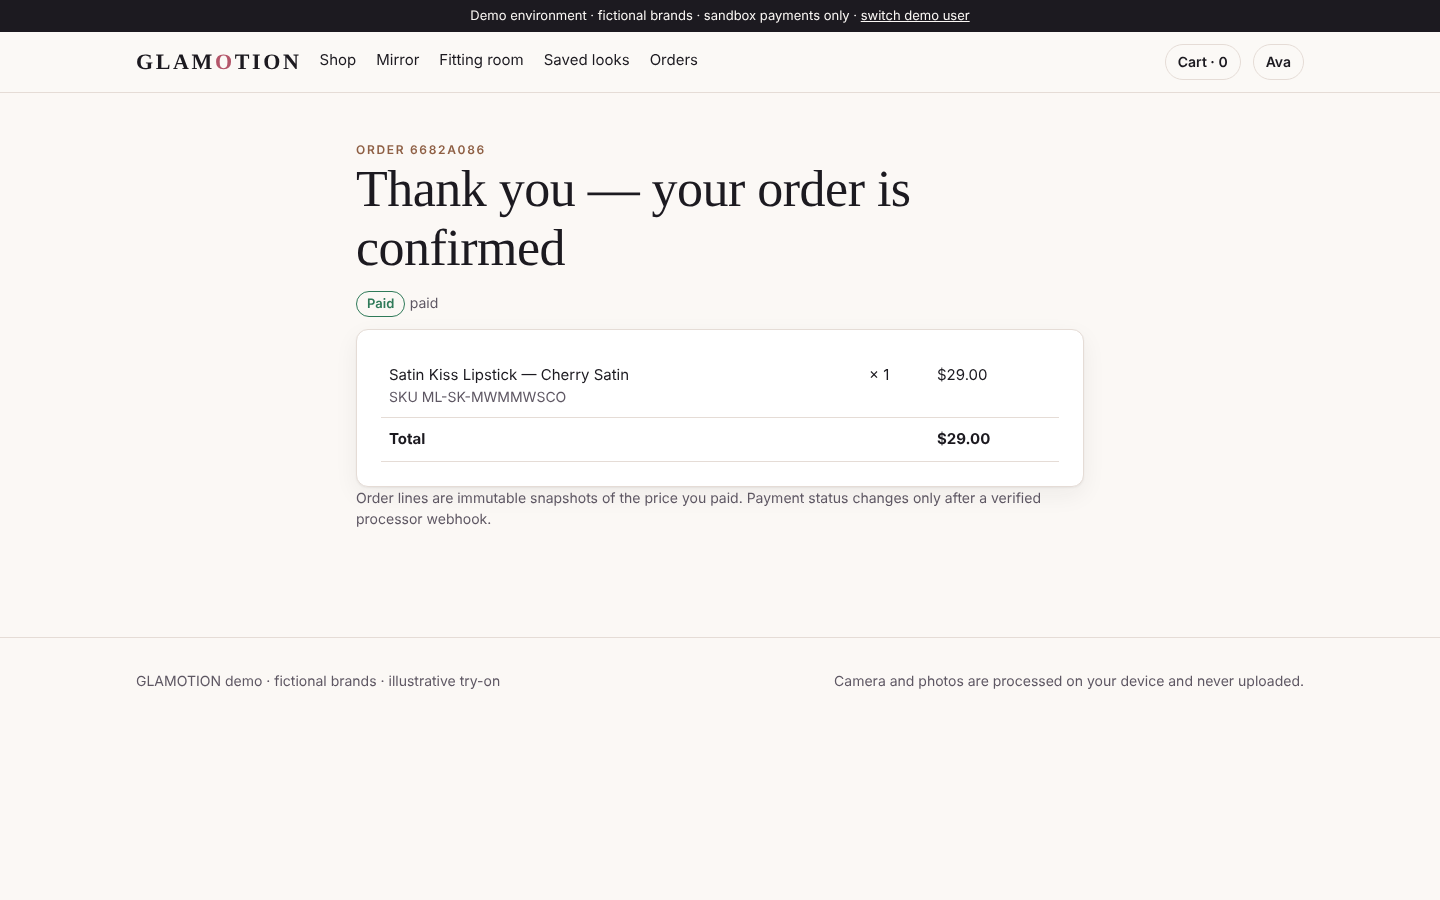 Demo environment · fictional brands · sandbox payments only · switch demo user
GLAMOTION Shop Mirror Fitting room Saved looks Orders Cart · 0 Ava
ORDER 6682A086
Thank you — your order is
confirmed
Paid paid
Satin Kiss Lipstick — Cherry Satin × 1 $29.00
SKU ML-SK-MWMMWSCO
Total $29.00
Order lines are immutable snapshots of the price you paid. Payment status changes only after a verified
processor webhook.
GLAMOTION demo · fictional brands · illustrative try-on Camera and photos are processed on your device and never uploaded.